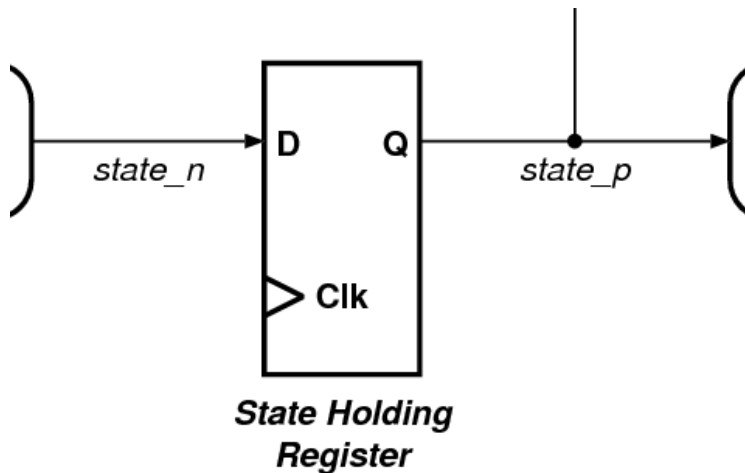 D
Q
state_n
state_p
Clk
State Holding
Register